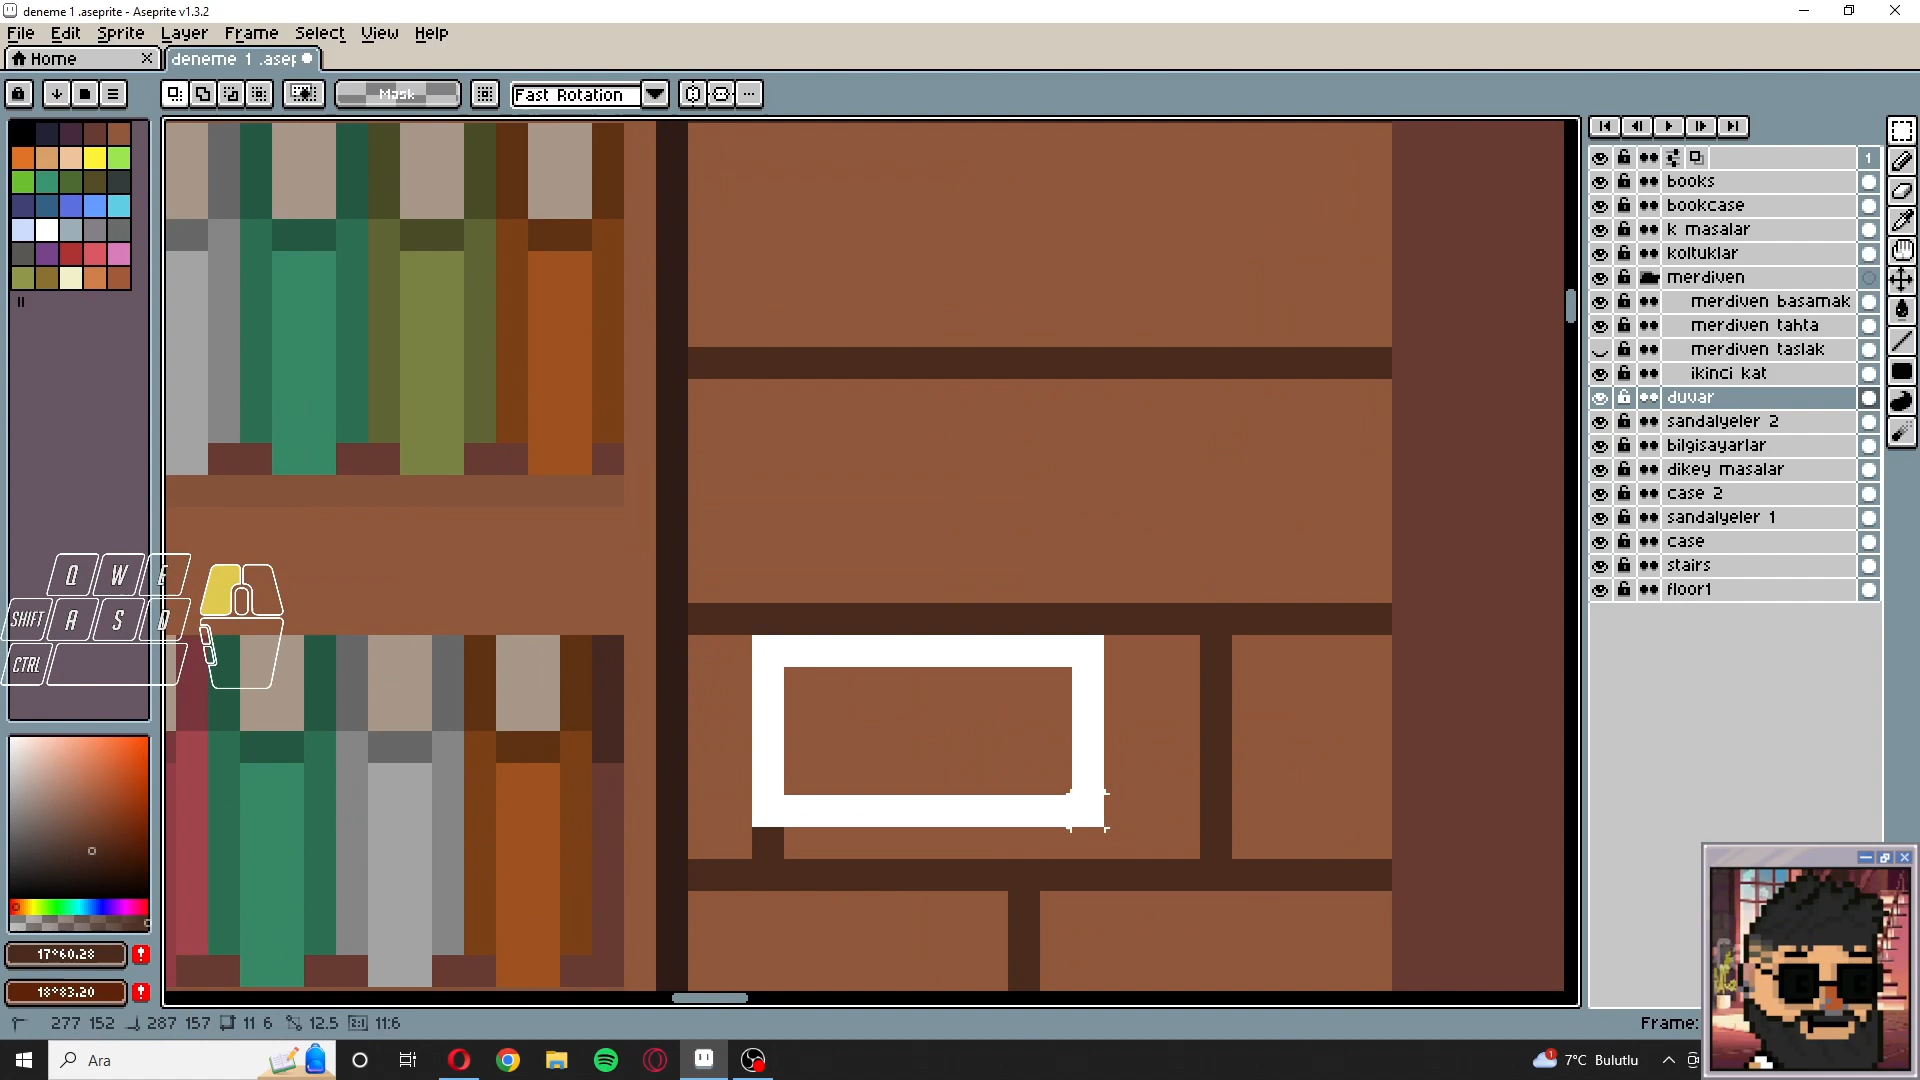 deneme 1 .aseprite - Aseprite v1.3.2
File Edit Sprite Layer Frame Select View Help
Home
deneme 1 .asep
Mask
Fast Rotation
1
books
bookcase
k masalar
koltuklar
merdiven
merdiven basamak
merdiven tahta
merdiven taslak
ikinci kat
duvar
sandalyeler 2
bilgisayarlar
dikey masalar
case 2
sandalyeler 1
case
stairs
floor1
Q W E
SHIFT A S D
CTRL
17°60.28
18°83.20
277 152 287 157 11 6 12.5 11:6
Frame:
Ara
1
7°C Bulutlu